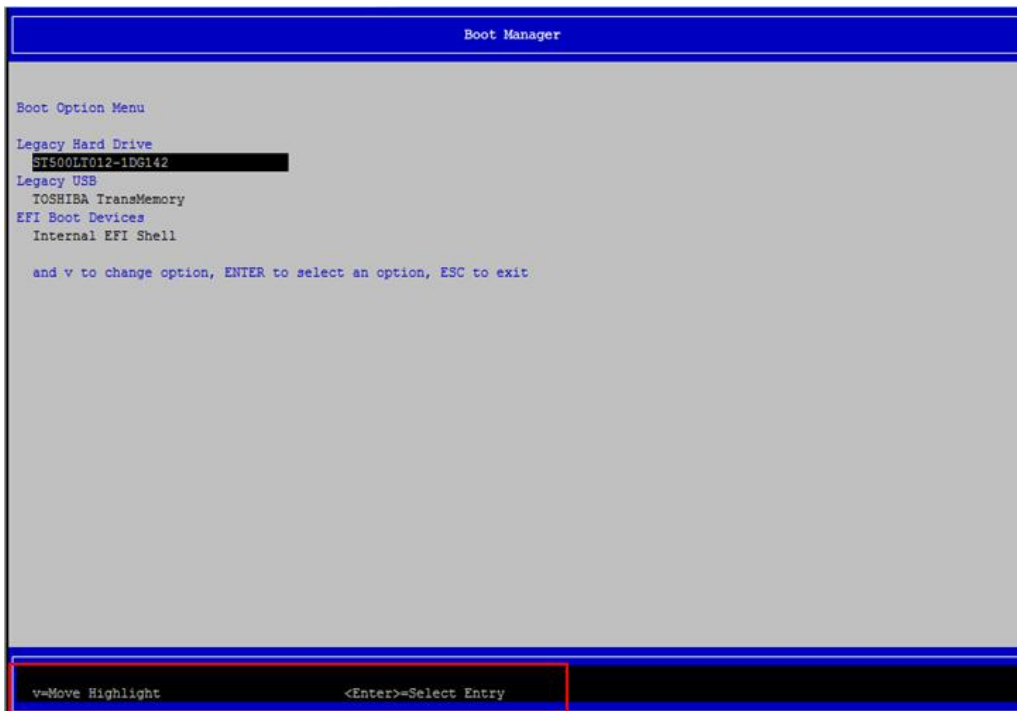 Boot Manager
Boot Option Menu
Legacy Hard Drive
ST500LT012-1DG142
Legacy USB
TOSHIBA TransMemory
EFI Boot Devices
Internal EFI Shell
and v to change option, ENTER to select an option, ESC to exit
v=Move Highlight <Enter>=Select Entry